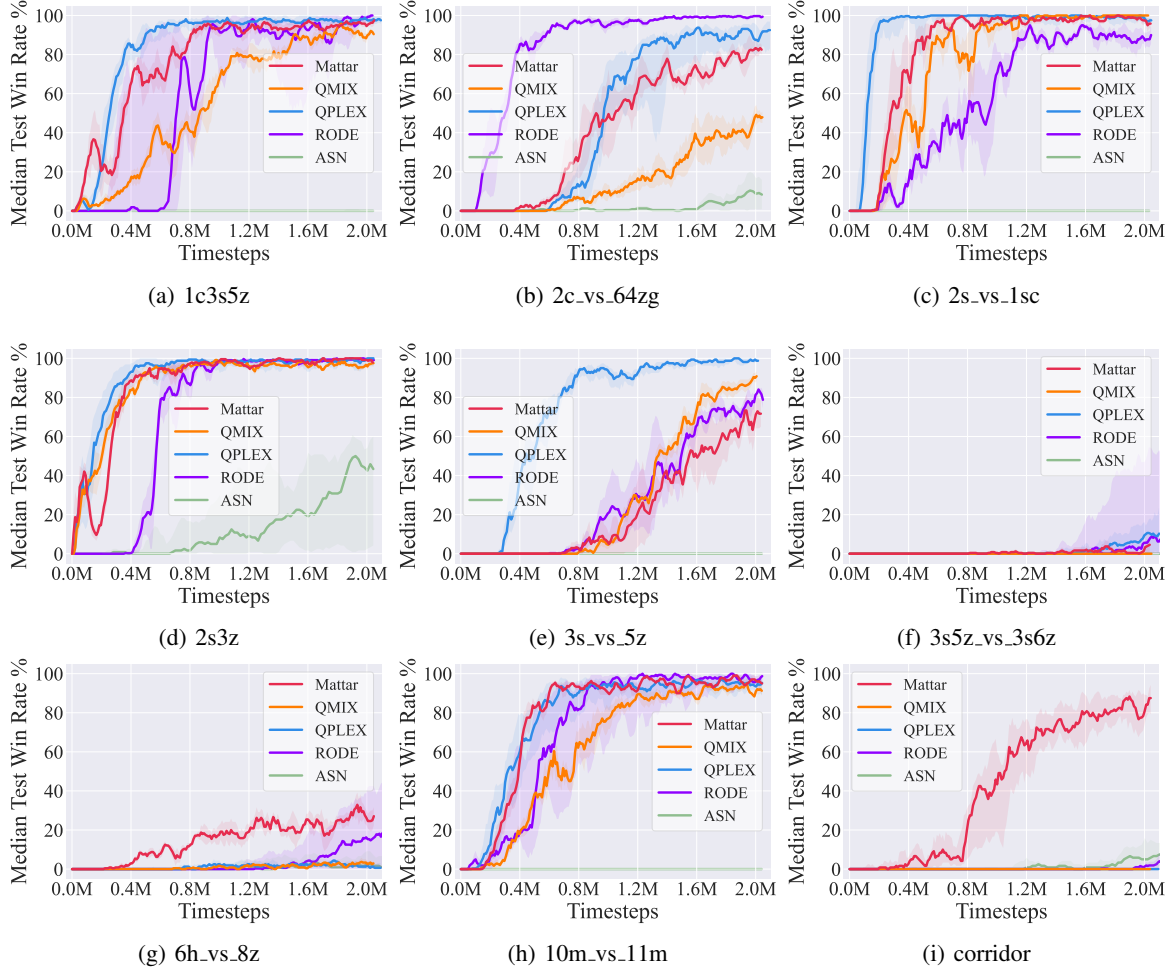 Median Test Win Rate %
100
80
60
40
20
0
Mattar
QMIX
QPLEX
RODE
ASN
0.0M 0.4M 0.8M 1.2M 1.6M 2.0M
Timesteps
(a) 1c3s5z
Median Test Win Rate %
100
80
60
40
20
0
Mattar
QMIX
QPLEX
RODE
ASN
0.0M 0.4M 0.8M 1.2M 1.6M 2.0M
Timesteps
(b) 2c_vs_64zg
Median Test Win Rate %
100
80
60
40
20
0
Mattar
QMIX
QPLEX
RODE
ASN
0.0M 0.4M 0.8M 1.2M 1.6M 2.0M
Timesteps
(c) 2s_vs_1sc
Median Test Win Rate %
100
80
60
40
20
0
Mattar
QMIX
QPLEX
RODE
ASN
0.0M 0.4M 0.8M 1.2M 1.6M 2.0M
Timesteps
(d) 2s3z
Median Test Win Rate %
100
80
60
40
20
0
Mattar
QMIX
QPLEX
RODE
ASN
0.0M 0.4M 0.8M 1.2M 1.6M 2.0M
Timesteps
(e) 3s_vs_5z
Median Test Win Rate %
100
80
60
40
20
0
Mattar
QMIX
QPLEX
RODE
ASN
0.0M 0.4M 0.8M 1.2M 1.6M 2.0M
Timesteps
(f) 3s5z_vs_3s6z
Median Test Win Rate %
100
80
60
40
20
0
Mattar
QMIX
QPLEX
RODE
ASN
0.0M 0.4M 0.8M 1.2M 1.6M 2.0M
Timesteps
(g) 6h_vs_8z
Median Test Win Rate %
100
80
60
40
20
0
Mattar
QMIX
QPLEX
RODE
ASN
0.0M 0.4M 0.8M 1.2M 1.6M 2.0M
Timesteps
(h) 10m_vs_11m
Median Test Win Rate %
100
80
60
40
20
0
Mattar
QMIX
QPLEX
RODE
ASN
0.0M 0.4M 0.8M 1.2M 1.6M 2.0M
Timesteps
(i) corridor